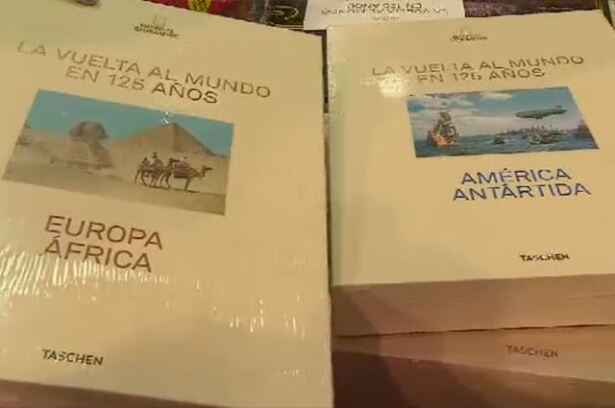 LA VUELTA AL MUNDO
EN 125 AÑOS
EUROPA
ÁFRICA
TASCHEN
LA VUELTA AL MUNDO
EN 125 AÑOS
AMÉRICA
ANTÁRTIDA
TASCHEN
TASCHEN